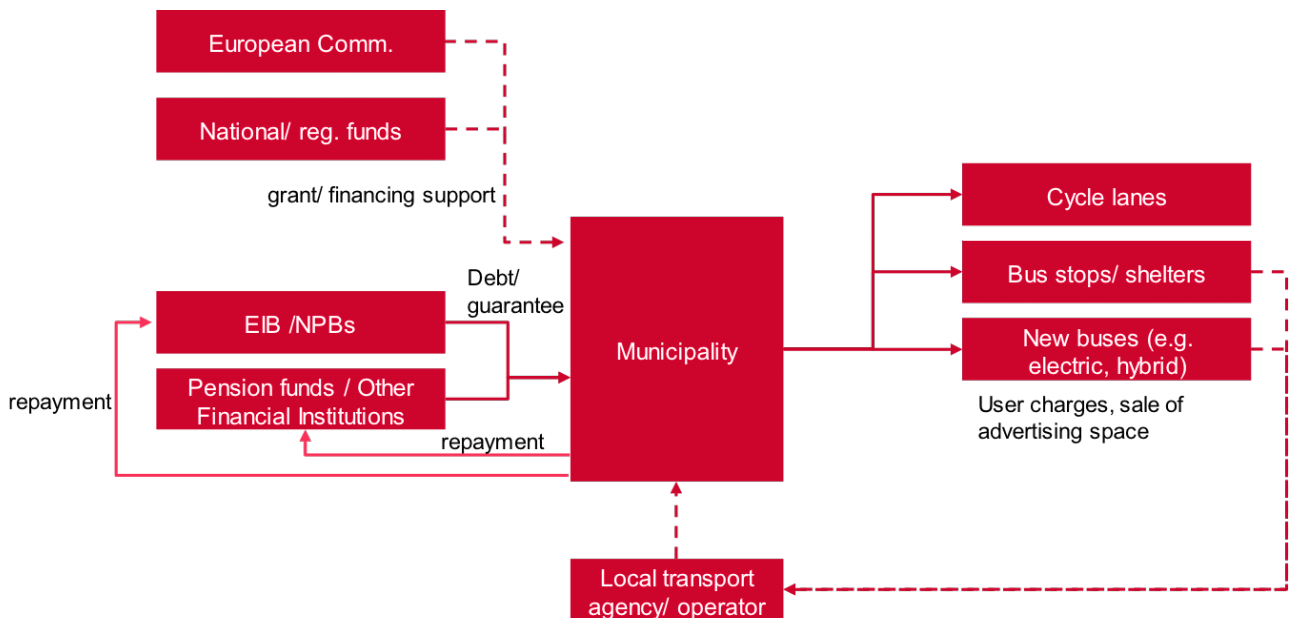 European Comm.
National/ reg. funds
grant/ financing support
Debt/
guarantee
EIB /NPBs
Pension funds / Other
Financial Institutions
repayment
repayment
Municipality
Cycle lanes
Bus stops/ shelters
New buses (e.g.
electric, hybrid)
User charges, sale of
advertising space
Local transport
agency/ operator